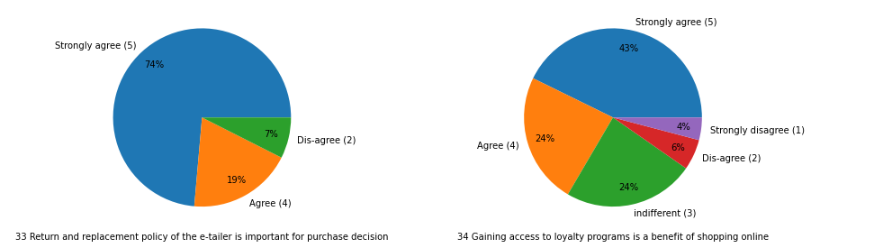 Strongly agree (5)
74%
7%
Dis-agree (2)
19%
Agree (4)
33 Return and replacement policy of the e-tailer is important for purchase decision
Strongly agree (5)
43%
24%
Agree (4)
4%
Strongly disagree (1)
6%
Dis-agree (2)
24%
indifferent (3)
34 Gaining access to loyalty programs is a benefit of shopping online